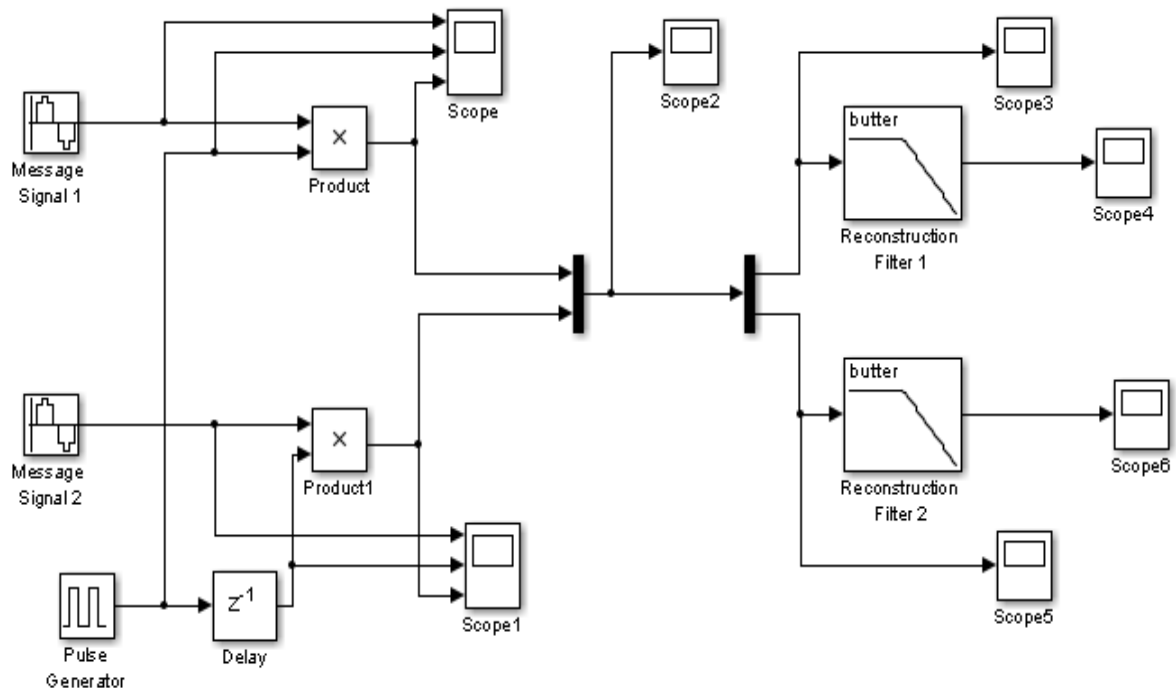 Scope
Scope2
Scope3
Message
Signal 1
×
Product
butter
Reconstruction
Filter 1
Scope4
Message
Signal 2
×
Product1
butter
Reconstruction
Filter 2
Scope6
Pulse
Generator
Z-1
Delay
Scope1
Scope5